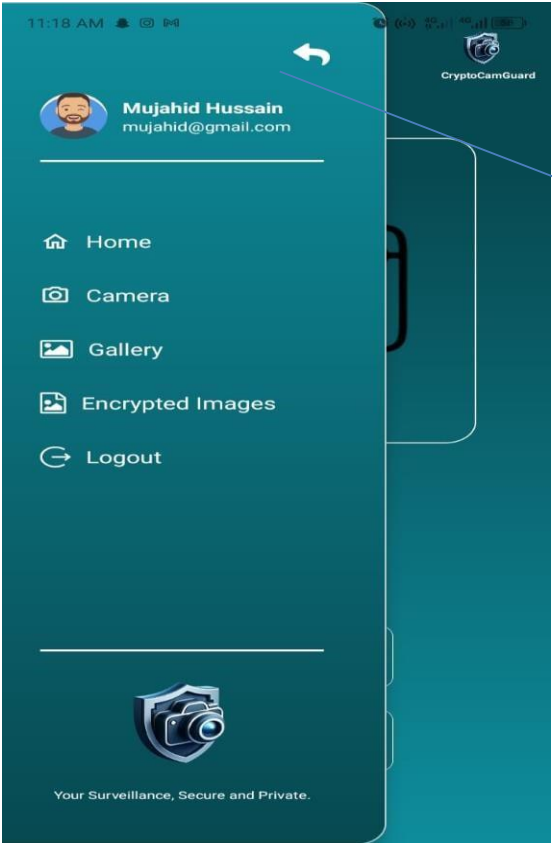 11:18 AM
CryptoCamGuard
Mujahid Hussain
mujahid@gmail.com
Home
Camera
Gallery
Encrypted Images
Logout
Your Surveillance, Secure and Private.